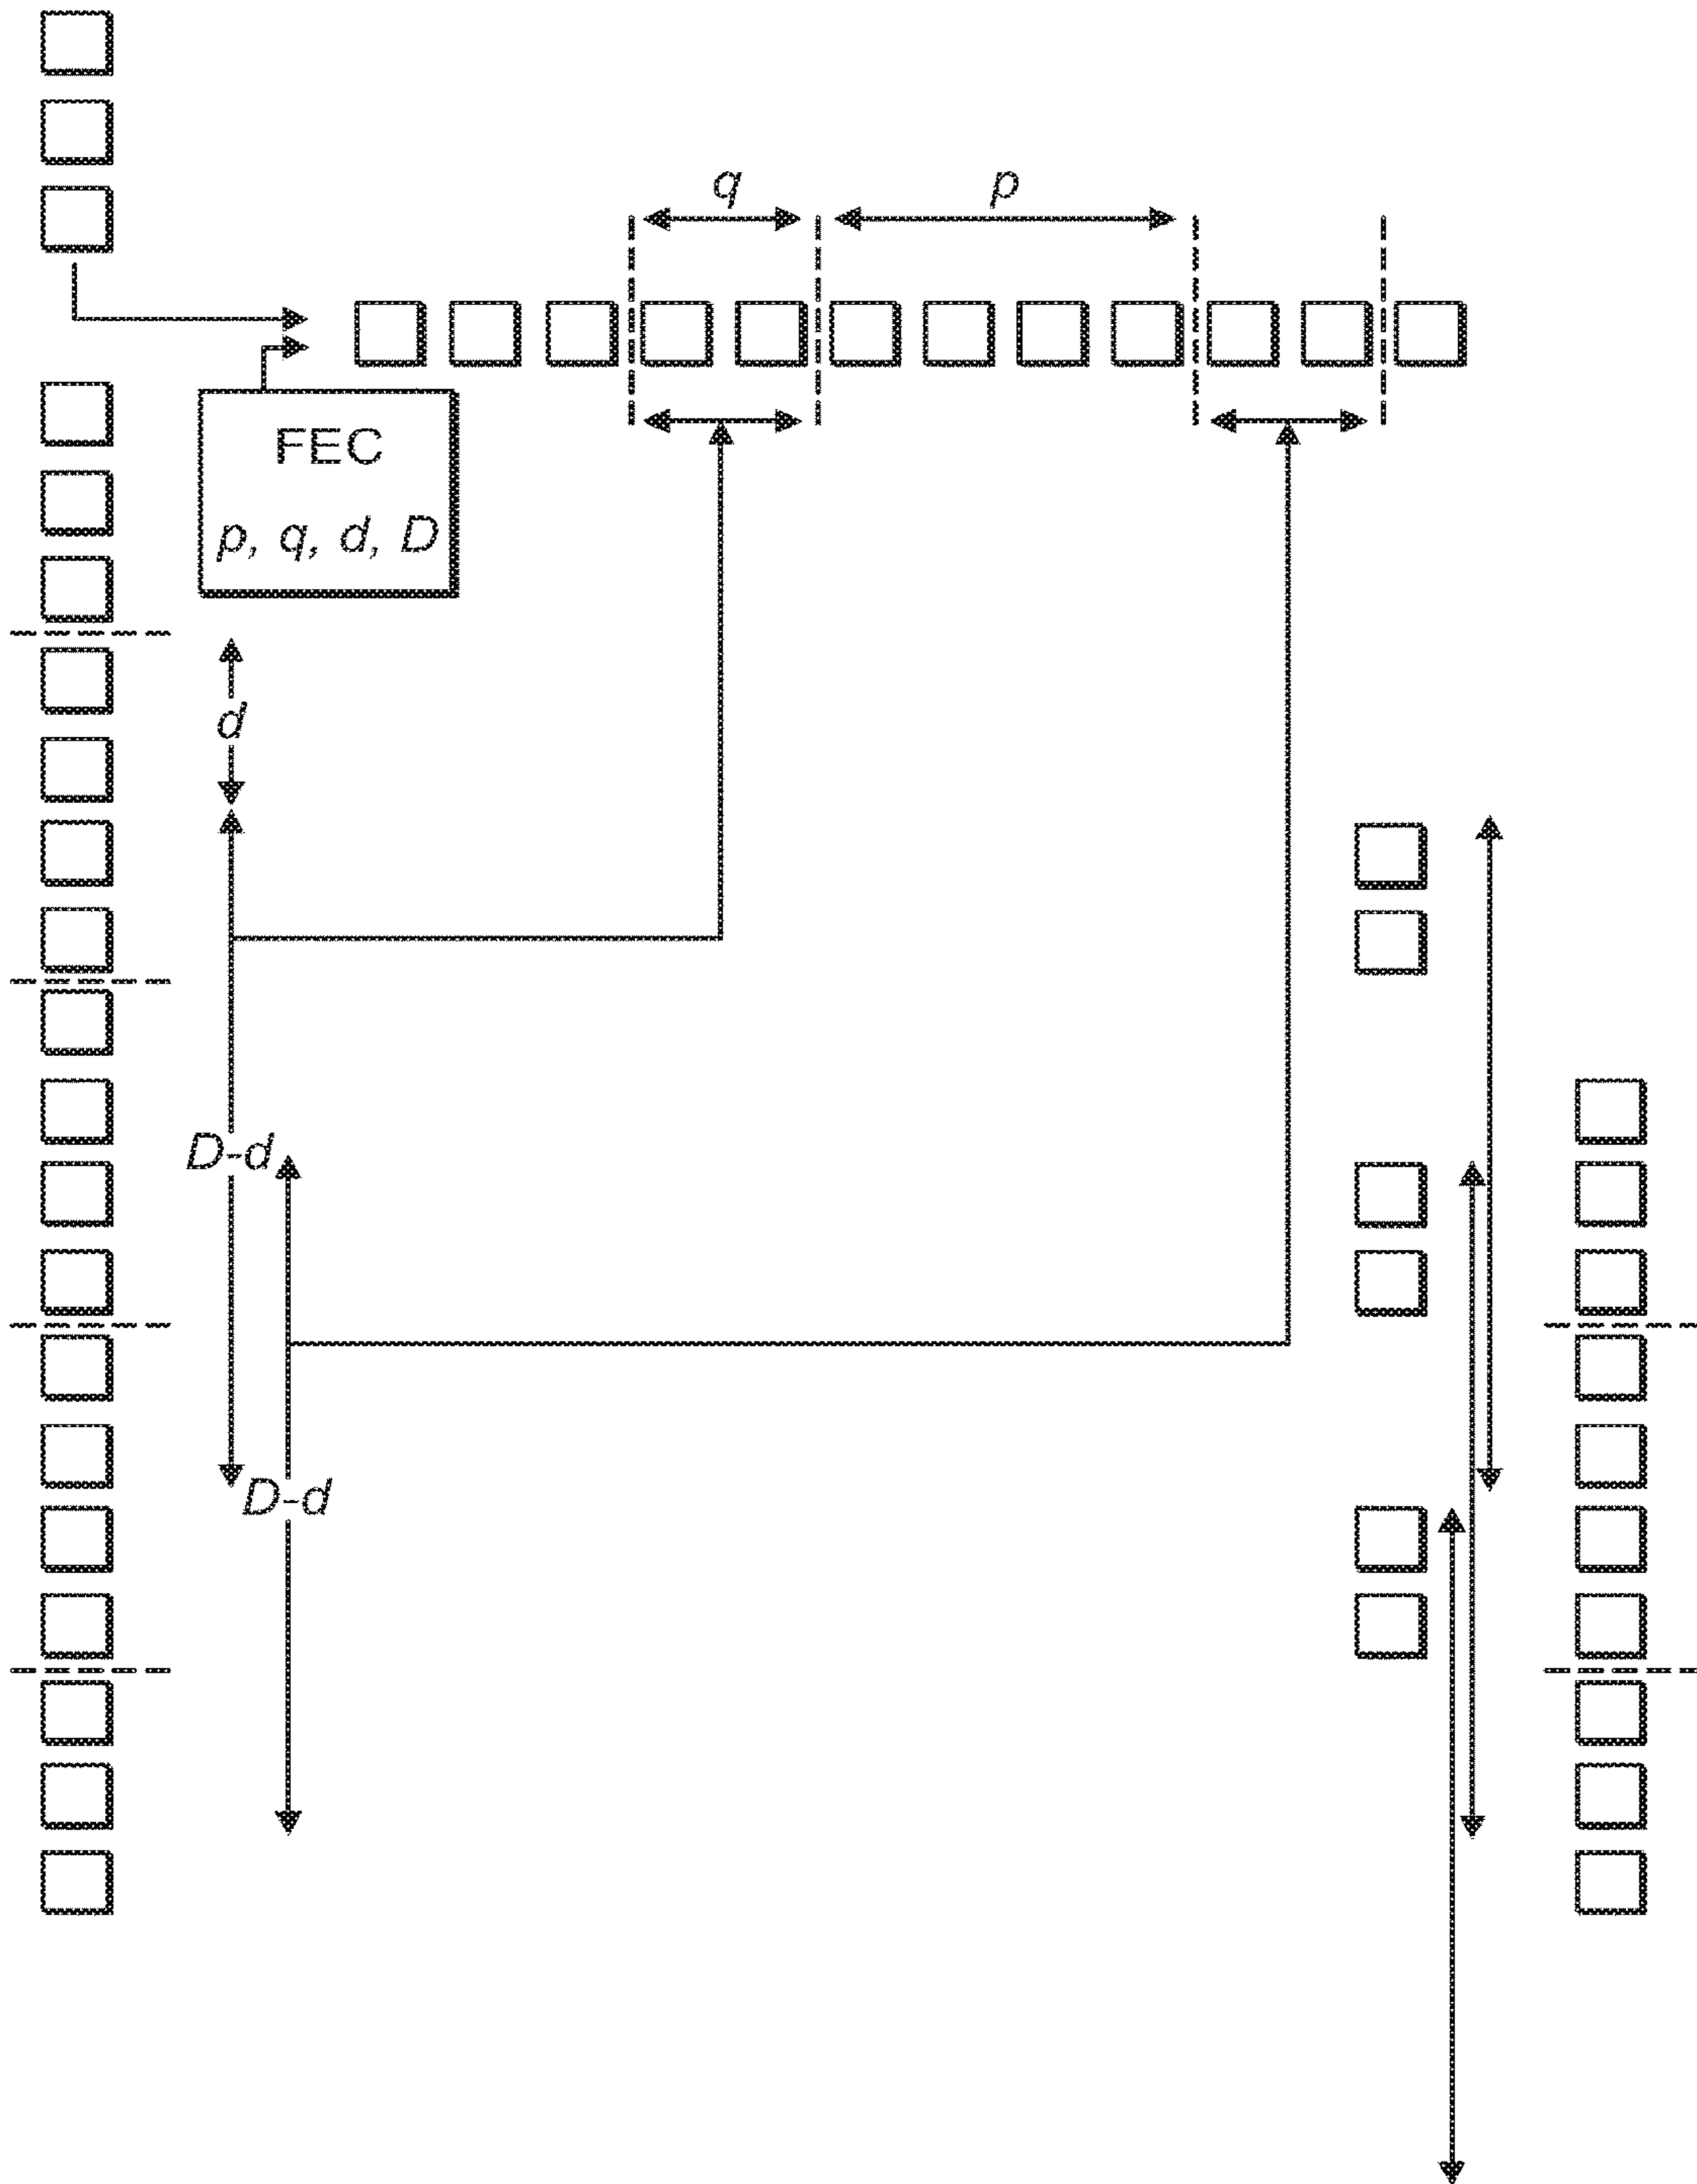 q
p
FEC
p, q, d, D
d
D-d
D-d